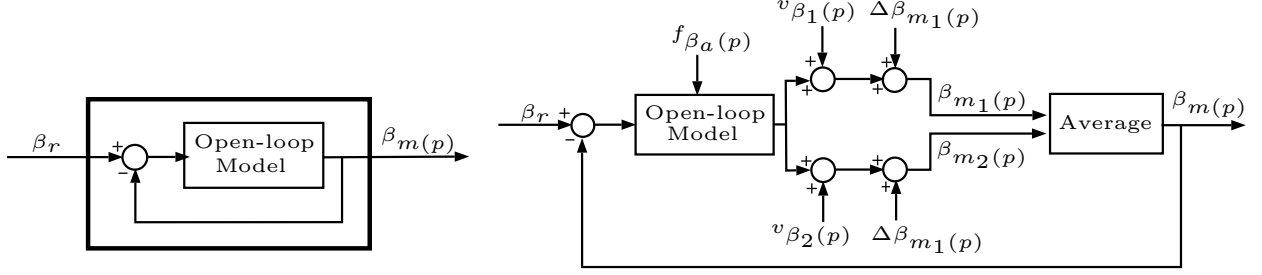 β_r
+
−
Open-loop
Model
β_m(p)
v_β_1(p)
Δβ_m_1(p)
f_β_a(p)
+
+
+
+
β_r
+
−
Open-loop
Model
β_m_1(p)
β_m_2(p)
Average
β_m(p)
+
+
+
+
v_β_2(p)
Δβ_m_1(p)